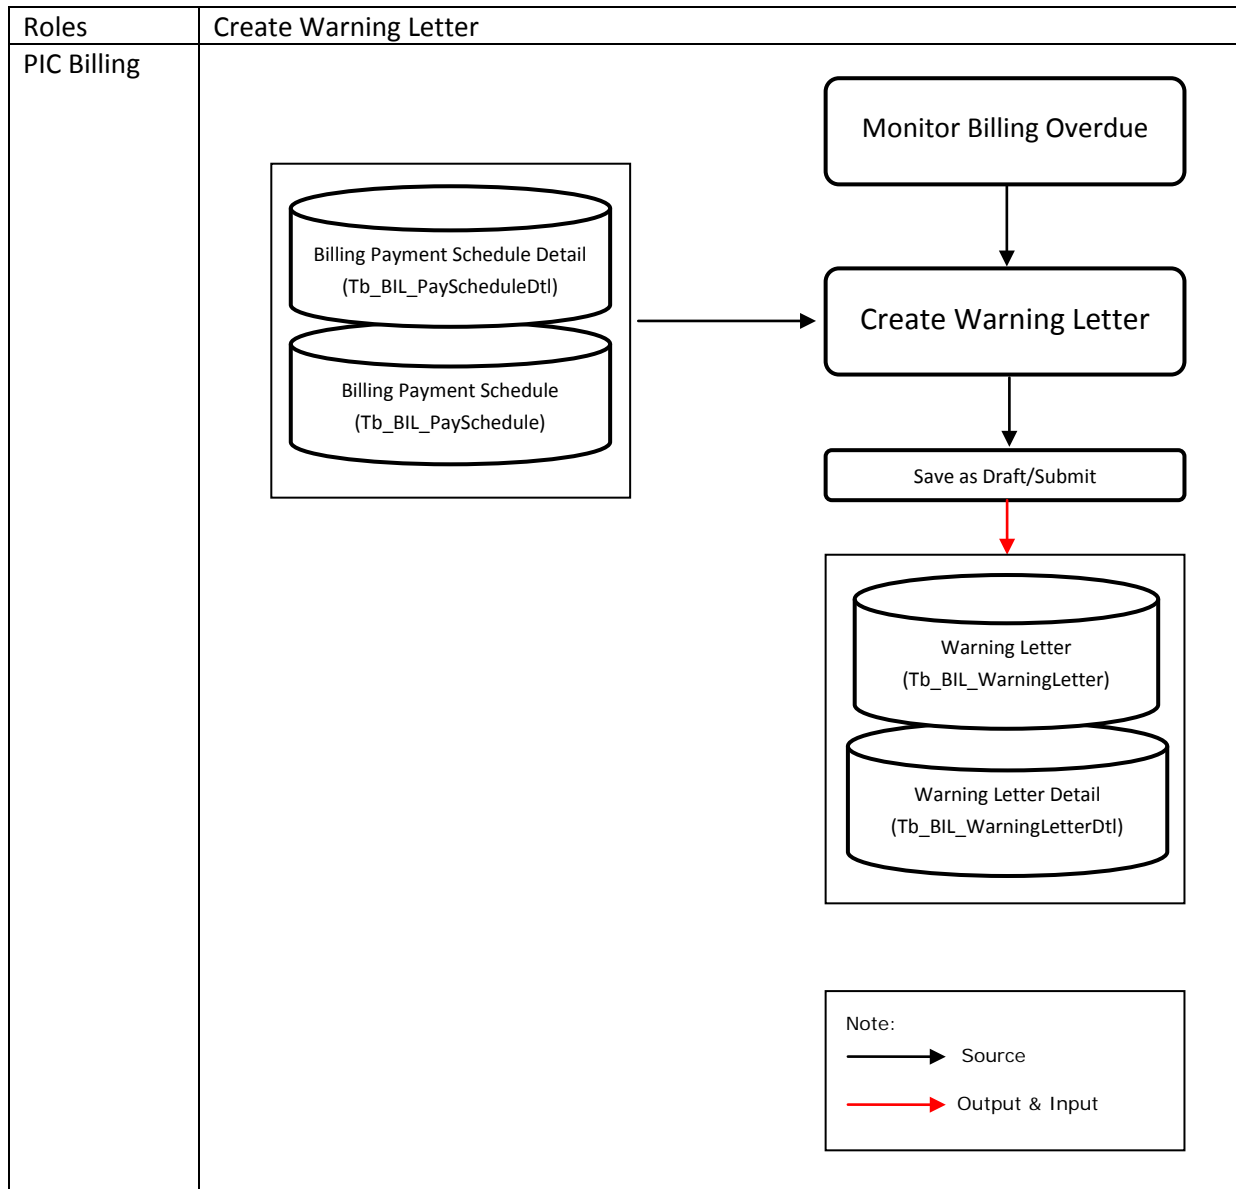 Roles
Create Warning Letter
PIC Billing
Monitor Billing Overdue
Billing Payment Schedule Detail
(Tb_BIL_PayScheduleDtl)
Billing Payment Schedule
(Tb_BIL_PaySchedule)
Create Warning Letter
Save as Draft/Submit
Warning Letter
(Tb_BIL_WarningLetter)
Warning Letter Detail
(Tb_BIL_WarningLetterDtl)
Note:
Source
Output & Input